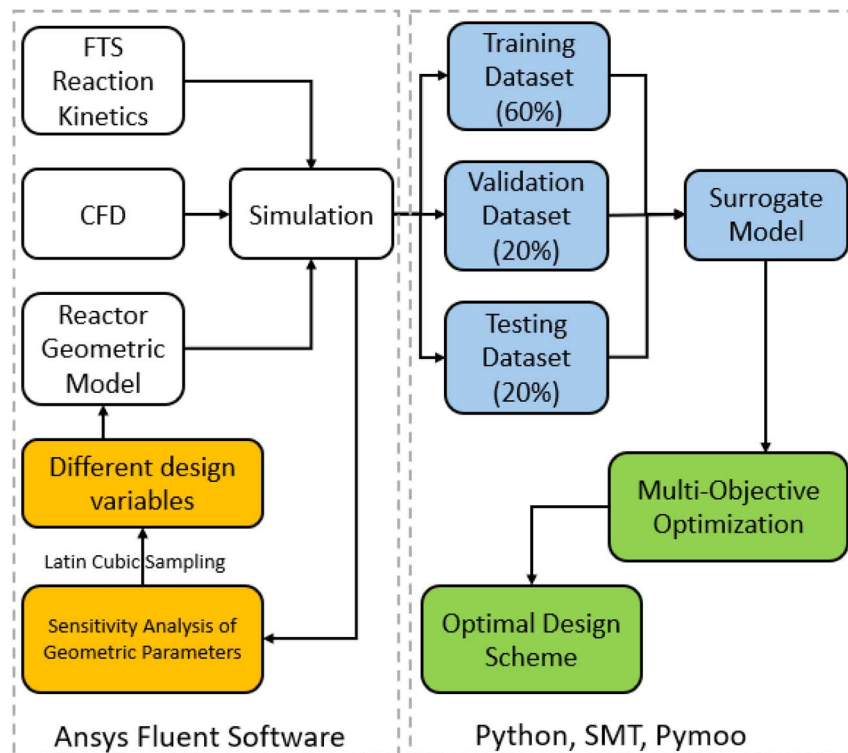 FTS
Reaction
Kinetics
CFD
Simulation
Reactor
Geometric
Model
Different design
variables
Latin Cubic Sampling
Sensitivity Analysis of
Geometric Parameters
Ansys Fluent Software
Training
Dataset
(60%)
Validation
Dataset
(20%)
Testing
Dataset
(20%)
Surrogate
Model
Multi-Objective
Optimization
Optimal Design
Scheme
Python, SMT, Pymoo